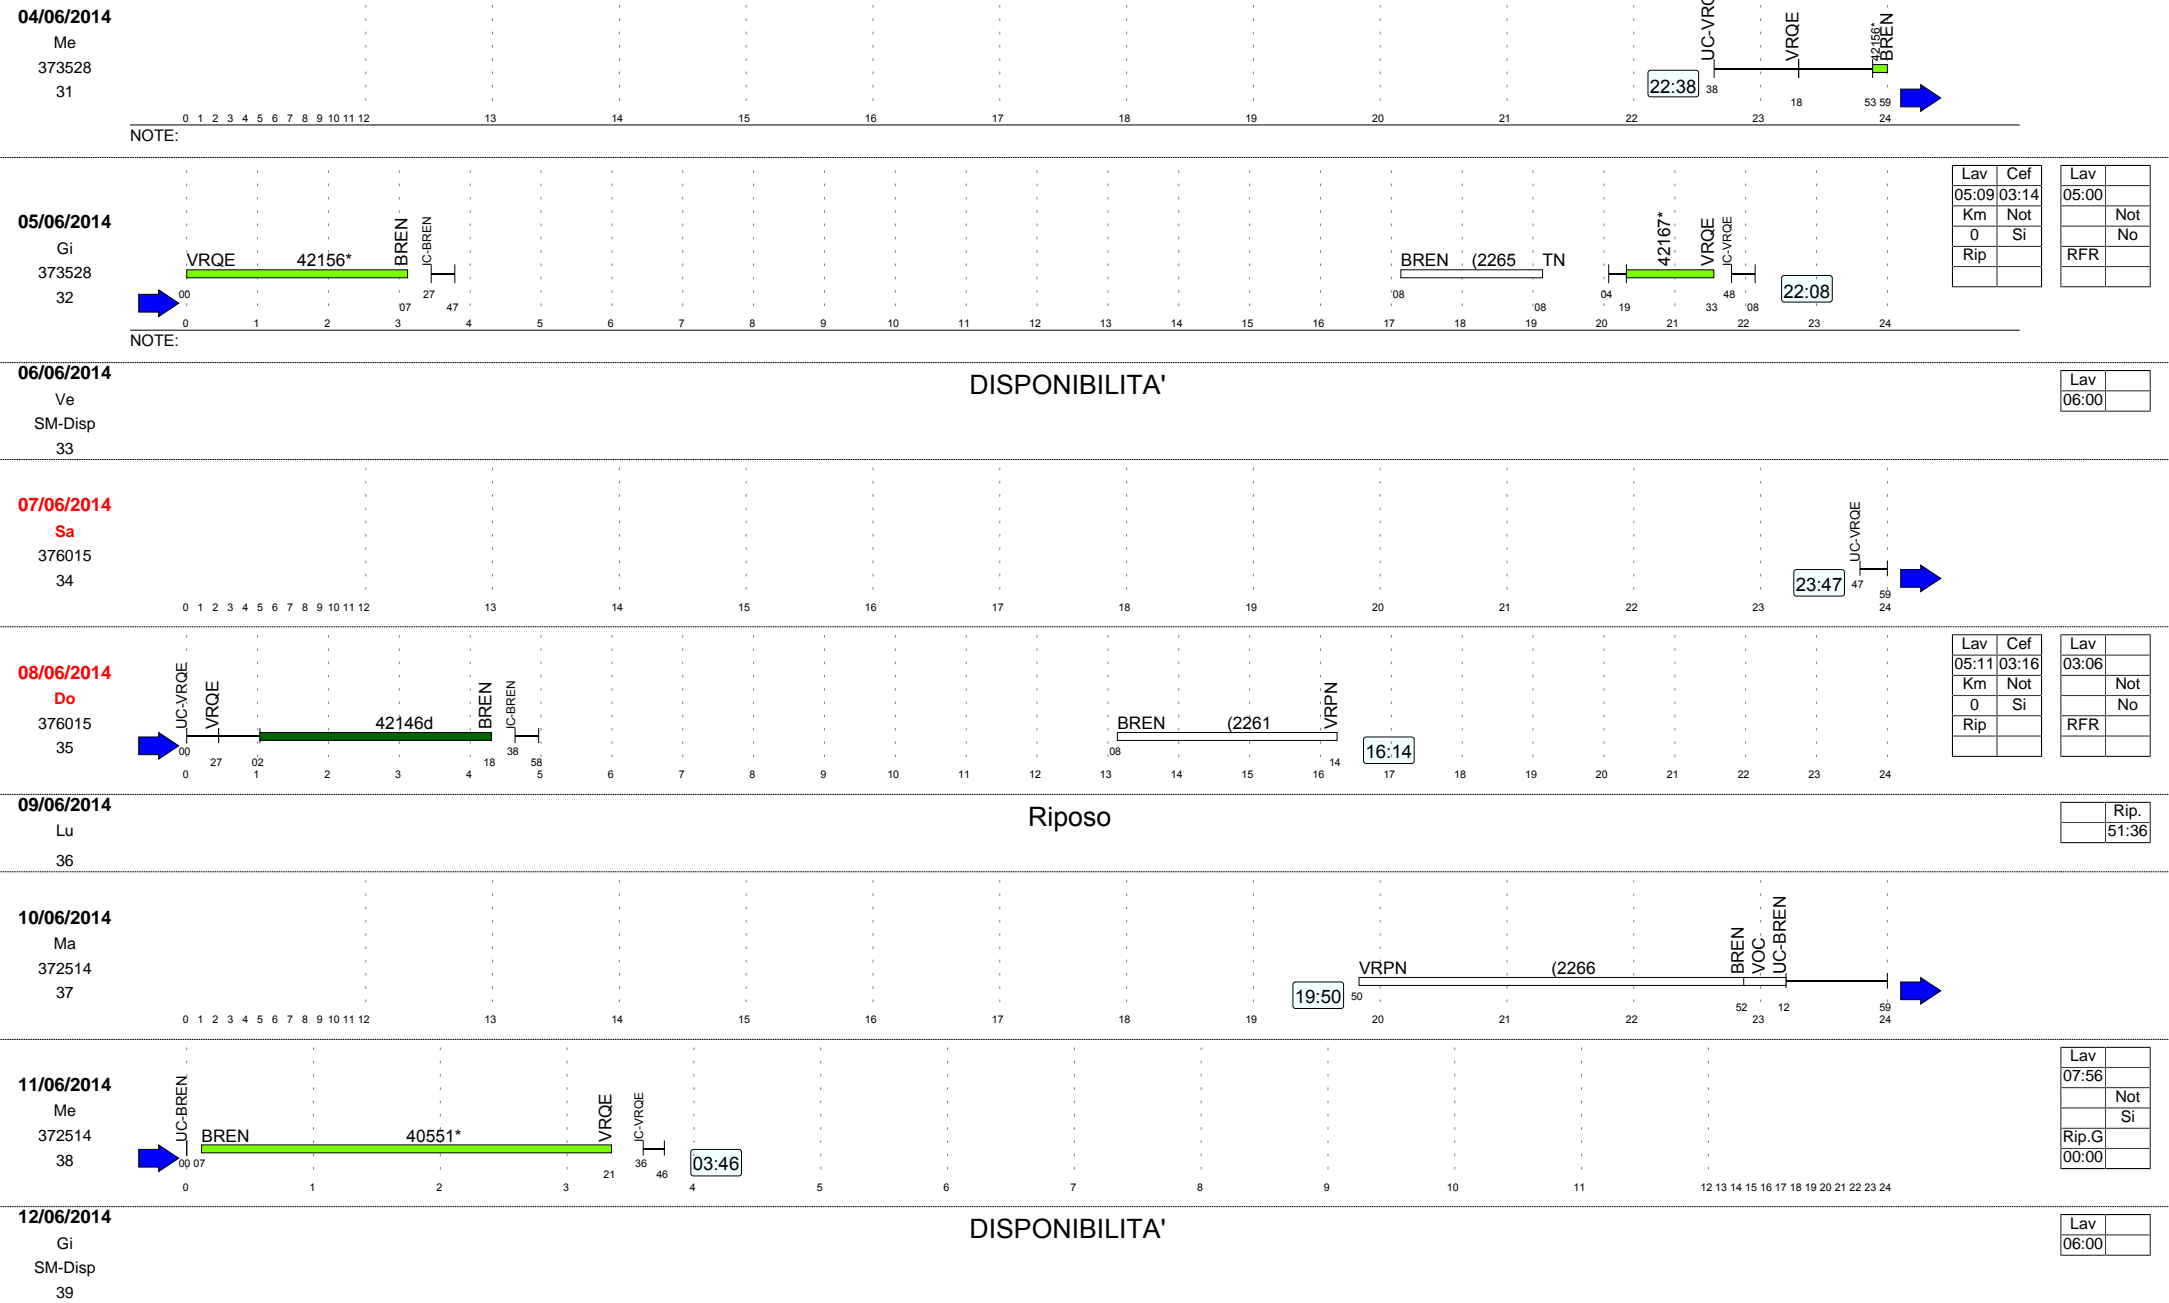 04/06/2014
Me
373528
31
22:38
UC-VRQ
VRQE
42156*
BREN
38
18
53 59
0 1 2 3 4 5 6 7 8 9 10 11 12 13 14 15 16 17 18 19 20 21 22 23 24
NOTE:
05/06/2014
Gi
373528
32
VRQE 42156* BREN
IC-BREN
BREN (2265 TN
42167*
VRQE
IC-VRQE
00 07 27 47 08 08 04 19 33 48 08
22:08
0 1 2 3 4 5 6 7 8 9 10 11 12 13 14 15 16 17 18 19 20 21 22 23 24
NOTE:
Lav Cef
05:09 03:14
Km Not
0 Si
Rip
Lav
05:00
Not
No
RFR
06/06/2014
Ve
SM-Disp
33
DISPONIBILITA'
Lav
06:00
07/06/2014
Sa
376015
34
23:47
UC-VRQE
47
59
0 1 2 3 4 5 6 7 8 9 10 11 12 13 14 15 16 17 18 19 20 21 22 23 24
08/06/2014
Do
376015
35
UC-VRQE
VRQE
42146d
BREN
IC-BREN
BREN (2261 VRPN
00 27 02 18 38 58 08 14
16:14
0 1 2 3 4 5 6 7 8 9 10 11 12 13 14 15 16 17 18 19 20 21 22 23 24
Lav Cef
05:11 03:16
Km Not
0 Si
Rip
Lav
03:06
Not
No
RFR
09/06/2014
Lu
36
Riposo
Rip.
51:36
10/06/2014
Ma
372514
37
19:50
VRPN (2266 BREN
VOC
UC-BREN
50 52 12 59
0 1 2 3 4 5 6 7 8 9 10 11 12 13 14 15 16 17 18 19 20 21 22 23 24
11/06/2014
Me
372514
38
UC-BREN
BREN 40551* VRQE
IC-VRQE
00 07 21 36 46
03:46
0 1 2 3 4 5 6 7 8 9 10 11 12 13 14 15 16 17 18 19 20 21 22 23 24
Lav
07:56
Not
Si
Rip.G
00:00
12/06/2014
Gi
SM-Disp
39
DISPONIBILITA'
Lav
06:00